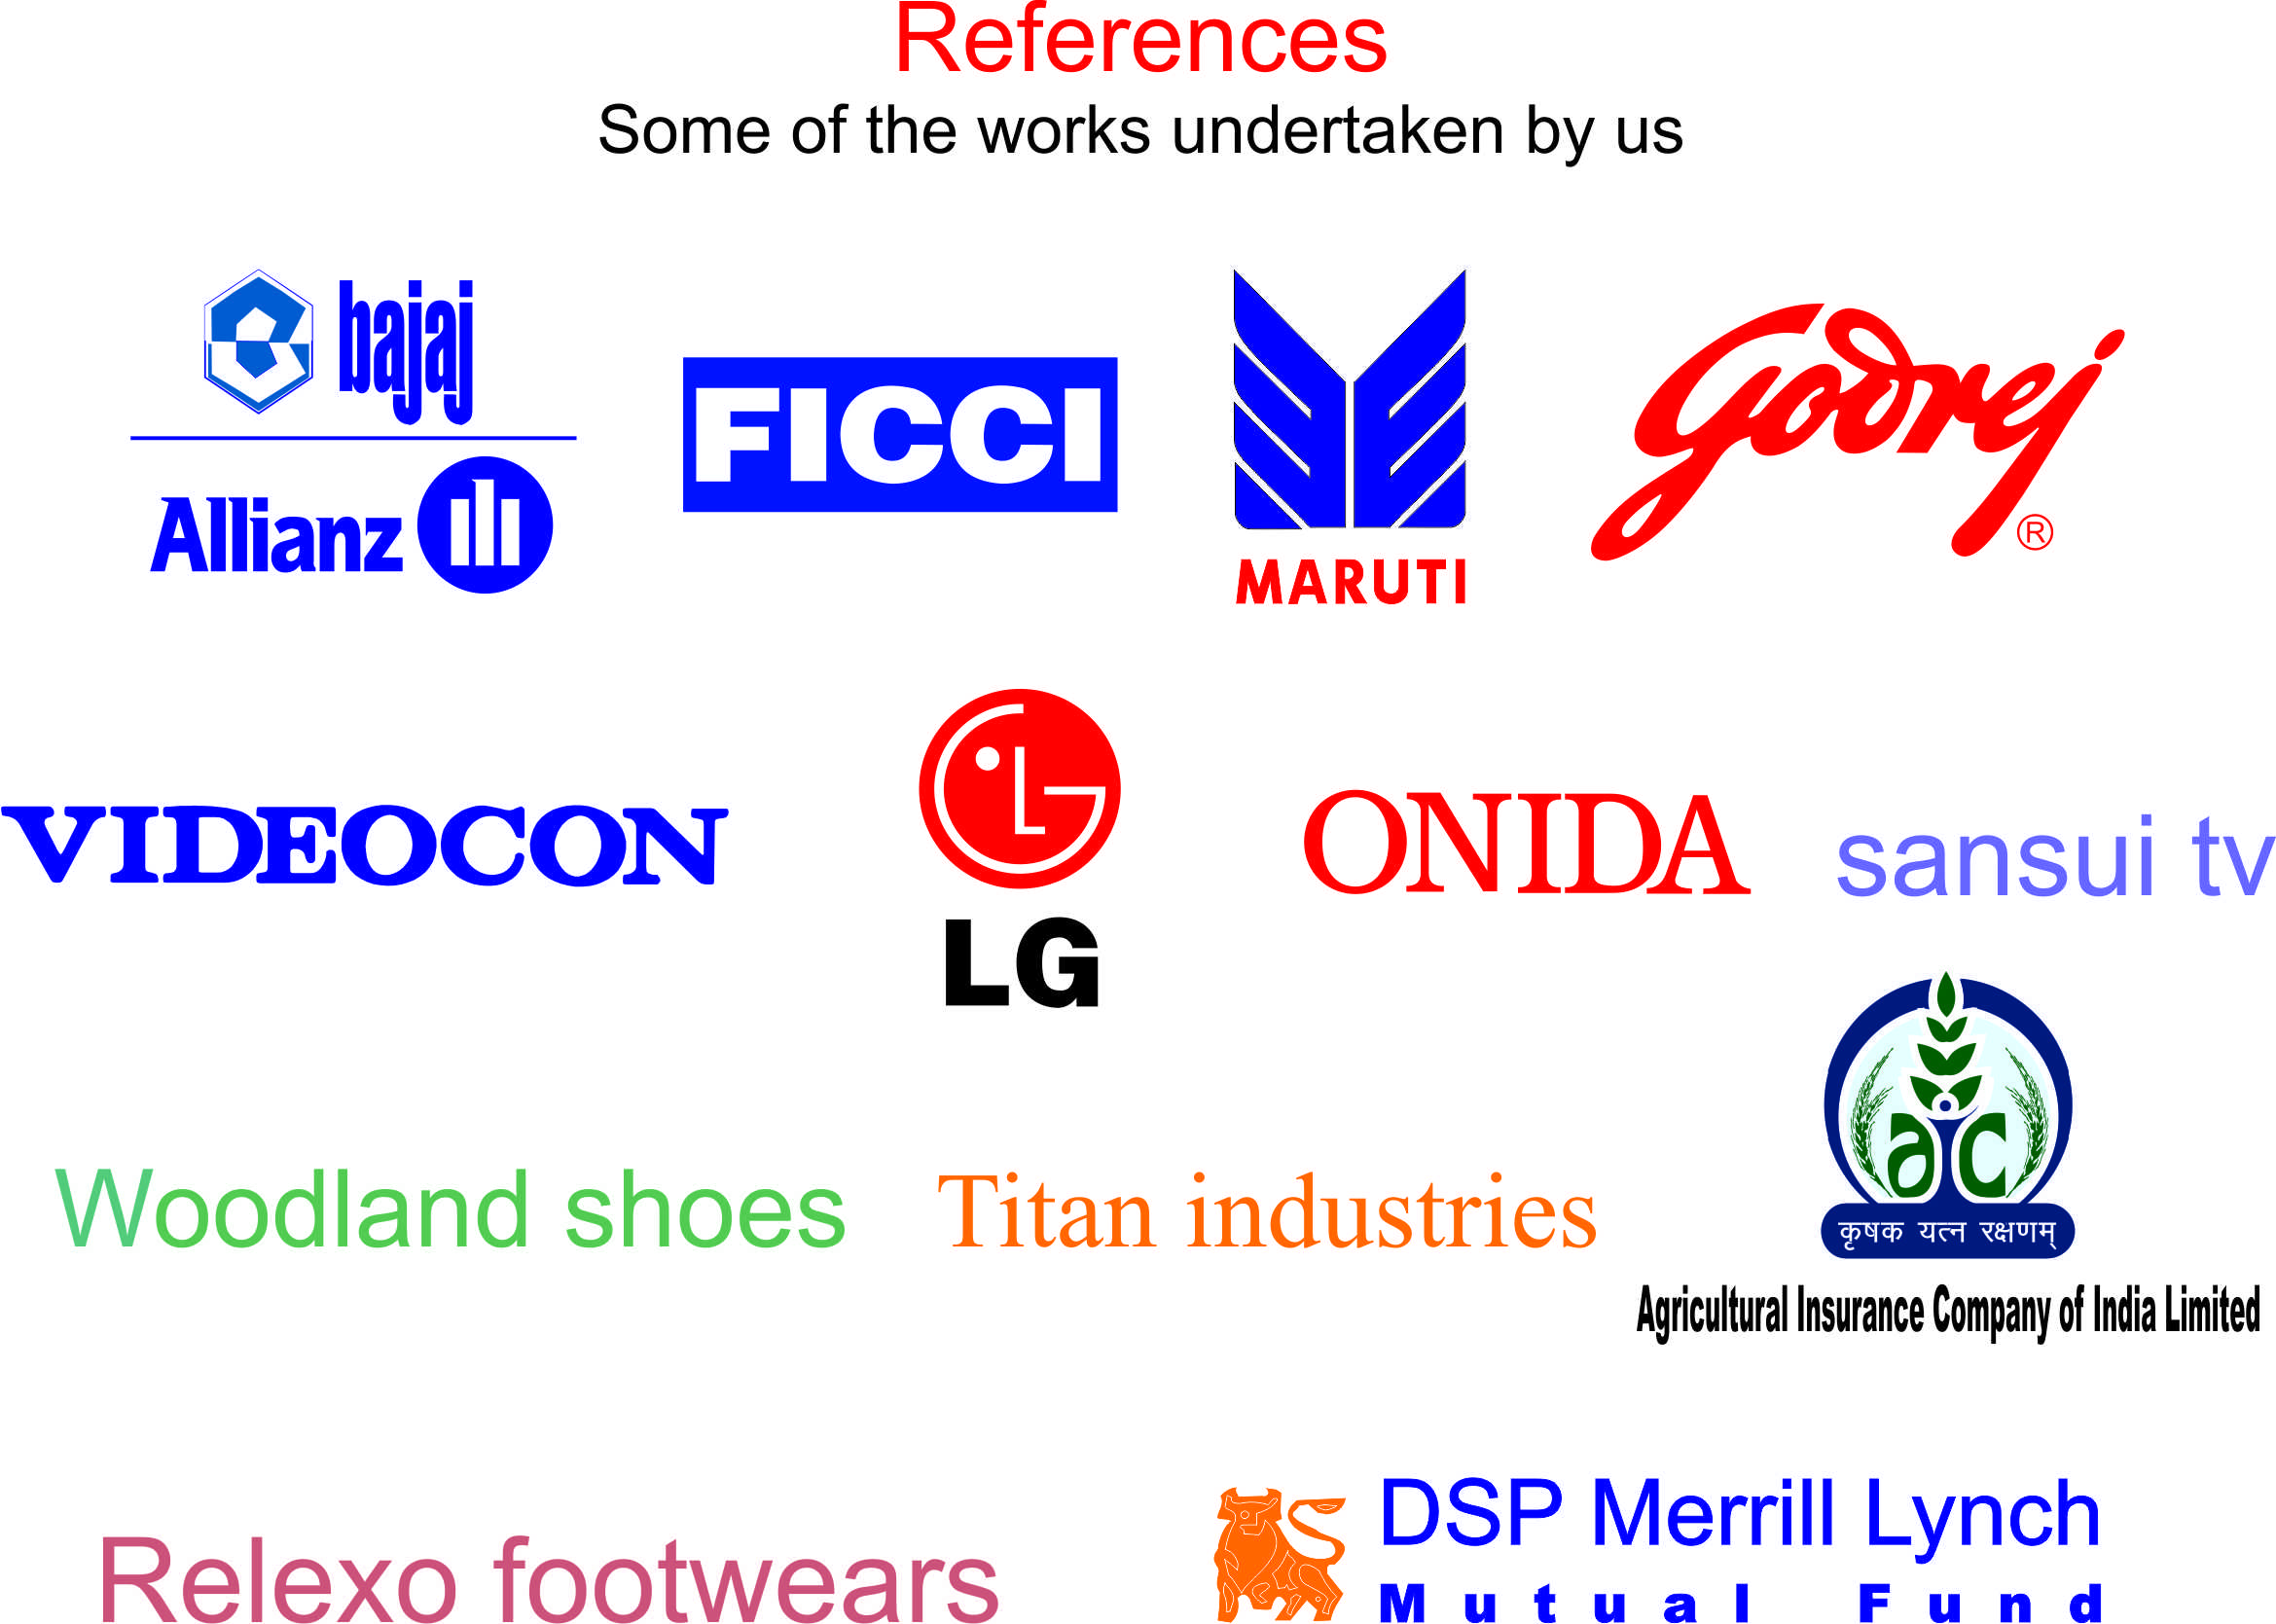 References
Some of the works undertaken by us
bajaj
Allianz
FICCI
MARUTI
Godrej
®
VIDEOCON
LG
LG
ONIDA
sansui tv
Woodland shoes
Titan industries
aic
कृषक यत्न रक्षणम्
Agricultural Insurance Company of India Limited
Relexo footwears
DSP Merrill Lynch
Mutual Fund